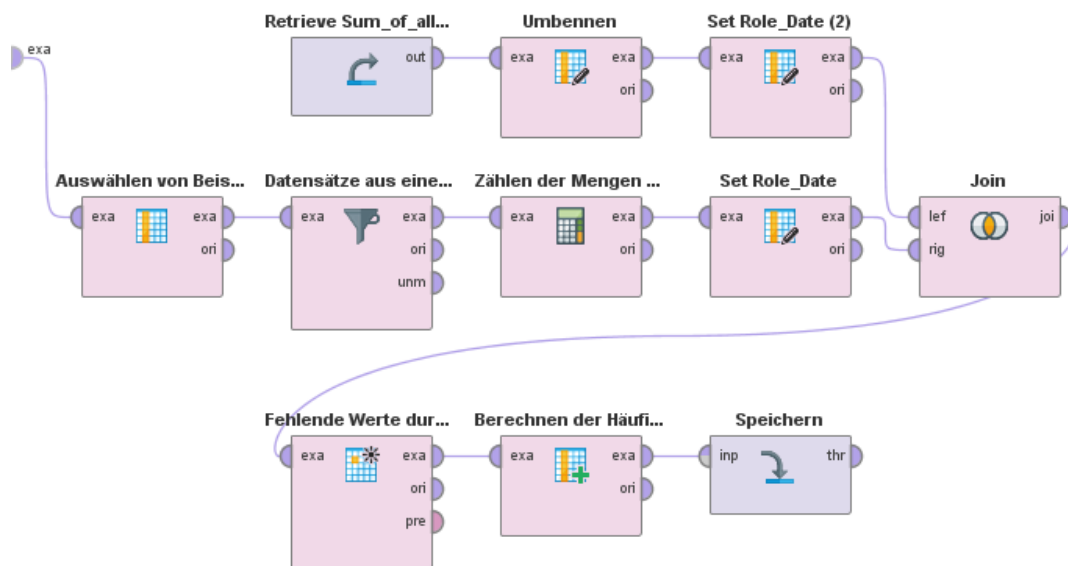 Retrieve Sum_of_all...
Umbennen
Set Role_Date (2)
exa
out
exa
exa
ori
exa
exa
ori
Auswählen von Beis...
Datensätze aus eine...
Zählen der Mengen ...
Set Role_Date
Join
exa
exa
ori
exa
exa
ori
unm
exa
exa
ori
exa
exa
ori
lef
joi
rig
Fehlende Werte dur...
Berechnen der Häufi...
Speichern
exa
exa
ori
pre
exa
exa
ori
inp
thr